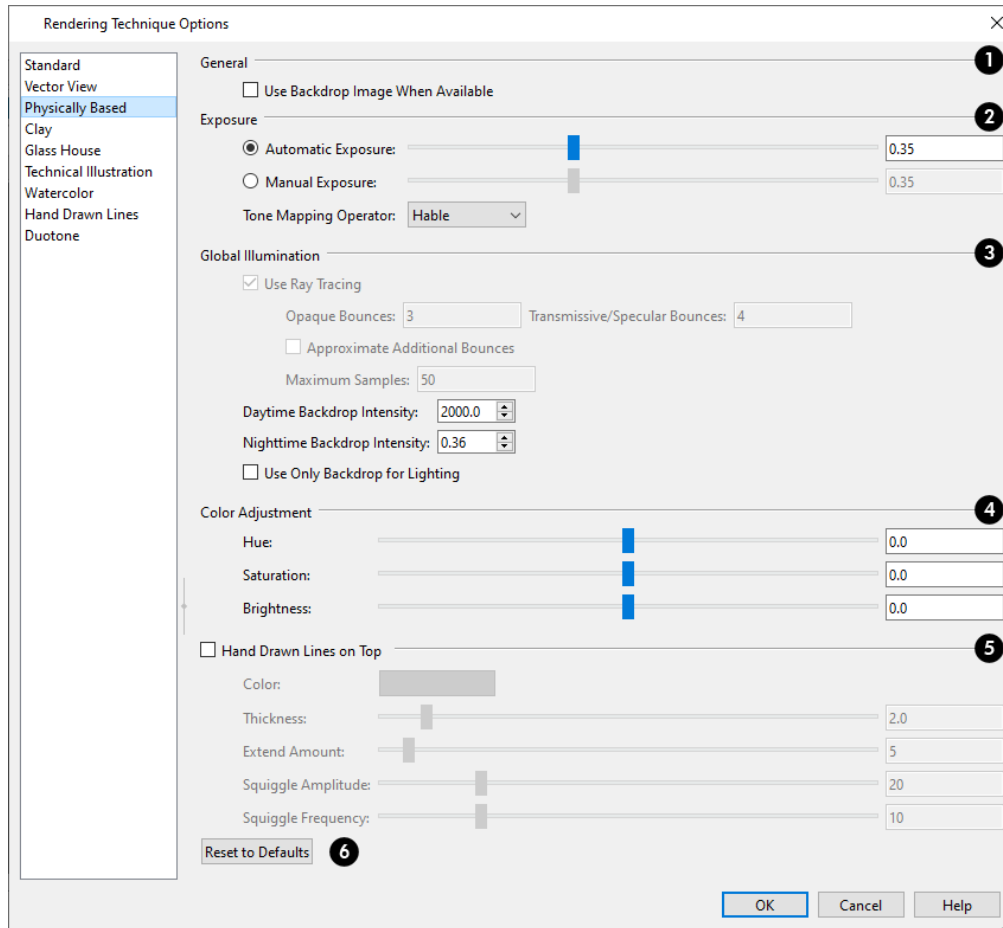 Rendering Technique Options
Standard
Vector View
Physically Based
Clay
Glass House
Technical Illustration
Watercolor
Hand Drawn Lines
Duotone
General 1
Use Backdrop Image When Available
Exposure 2
Automatic Exposure: 0.35
Manual Exposure: 0.35
Tone Mapping Operator: Hable
Global Illumination 3
Use Ray Tracing
Opaque Bounces: 3 Transmissive/Specular Bounces: 4
Approximate Additional Bounces
Maximum Samples: 50
Daytime Backdrop Intensity: 2000.0
Nighttime Backdrop Intensity: 0.36
Use Only Backdrop for Lighting
Color Adjustment 4
Hue: 0.0
Saturation: 0.0
Brightness: 0.0
Hand Drawn Lines on Top 5
Color:
Thickness: 2.0
Extend Amount: 5
Squiggle Amplitude: 20
Squiggle Frequency: 10
Reset to Defaults 6
OK Cancel Help